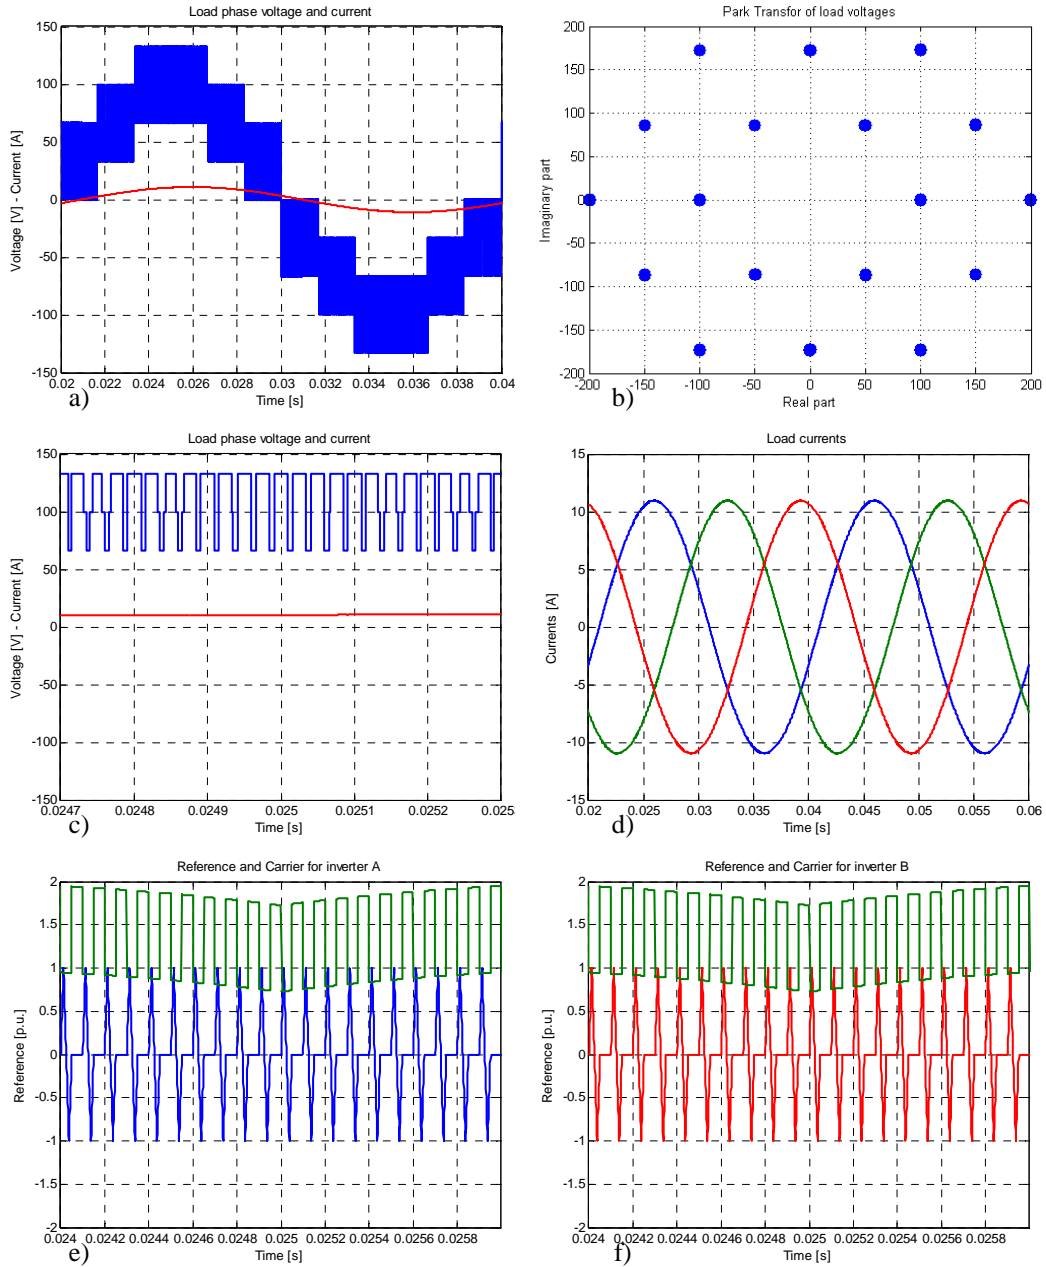 Load phase voltage and current
150
100
50
0
-50
-100
-150
Voltage [V] - Current [A]
0.02 0.022 0.024 0.026 0.028 0.03 0.032 0.034 0.036 0.038 0.04
a)
Time [s]
Park Transfor of load voltages
200
150
100
50
0
-50
-100
-150
-200
Imaginary part
-200 -150 -100 -50 0 50 100 150 200
b)
Real part
Load phase voltage and current
150
100
50
0
-50
-100
-150
Voltage [V] - Current [A]
0.0247 0.0248 0.0249 0.025 0.0251 0.0252 0.025
c)
Time [s]
Load currents
15
10
5
0
-5
-10
-15
Currents [A]
0.02 0.025 0.03 0.035 0.04 0.045 0.05 0.055 0.06
d)
Time [s]
Reference and Carrier for inverter A
2
1.5
1
0.5
0
-0.5
-1
-1.5
-2
Reference [p.u.]
0.024 0.0242 0.0244 0.0246 0.0248 0.025 0.0252 0.0254 0.0256 0.0258
e)
Time [s]
Reference and Carrier for inverter B
2
1.5
1
0.5
0
-0.5
-1
-1.5
-2
Reference [p.u.]
0.024 0.0242 0.0244 0.0246 0.0248 0.025 0.0252 0.0254 0.0256 0.0258
f)
Time [s]